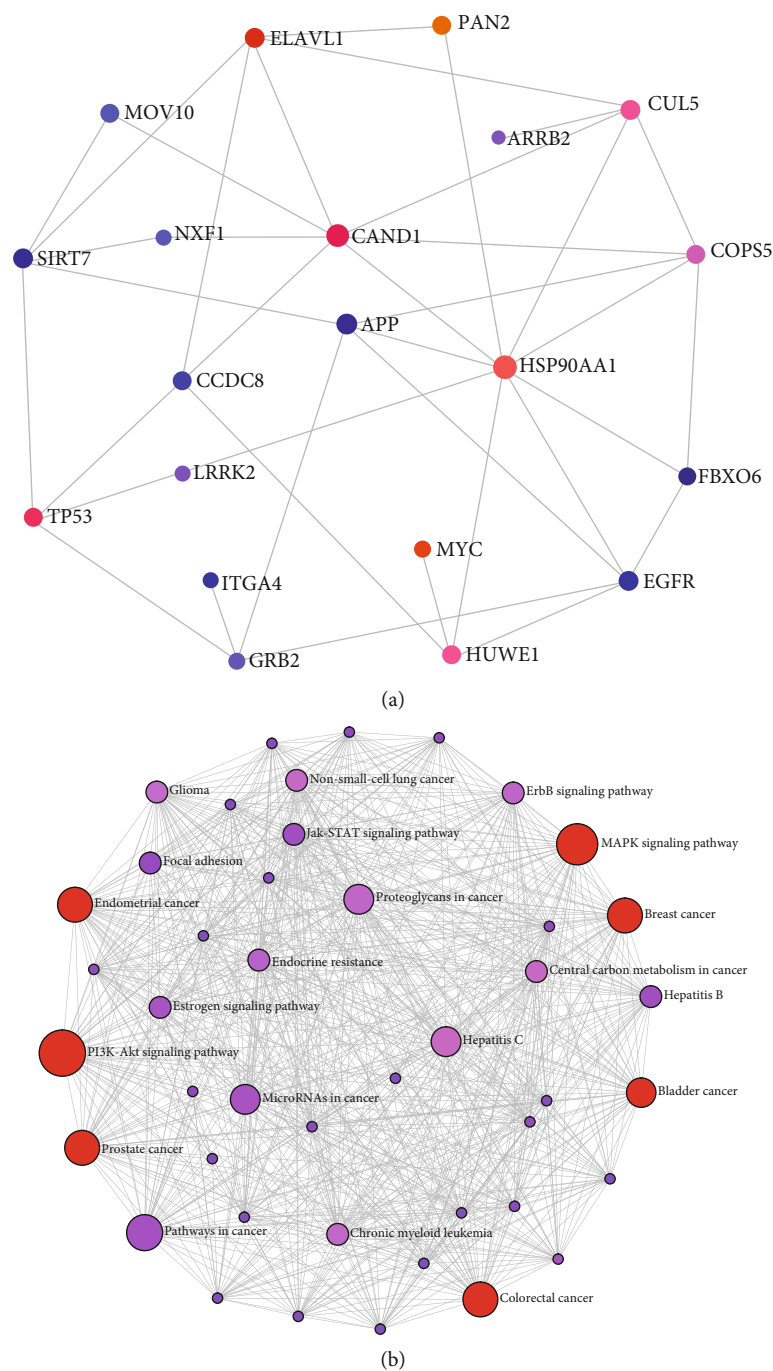 PAN2
ELAVL1
CUL5
MOV10
ARRB2
NXF1
CAND1
COPS5
SIRT7
APP
HSP90AA1
CCDC8
LRRK2
FBXO6
TP53
MYC
ITGA4
EGFR
GRB2
HUWE1
(a)
Non-small-cell lung cancer
Glioma
ErbB signaling pathway
Jak-STAT signaling pathway
MAPK signaling pathway
Focal adhesion
Proteoglycans in cancer
Endometrial cancer
Breast cancer
Endocrine resistance
Central carbon metabolism in cancer
Hepatitis B
Estrogen signaling pathway
Hepatitis C
PI3K-Akt signaling pathway
Bladder cancer
MicroRNAs in cancer
Prostate cancer
Pathways in cancer
Chronic myeloid leukemia
Colorectal cancer
(b)